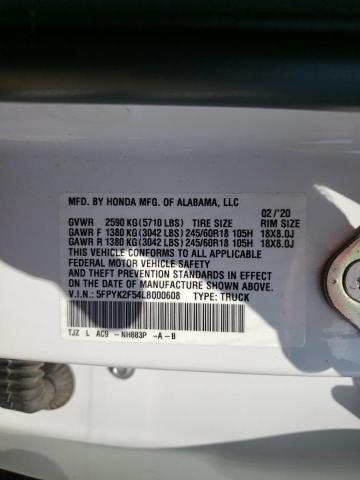 MFD. BY HONDA MFG. OF ALABAMA, LLC
02/'20
GVWR 2590 KG (5710 LBS) TIRE SIZE RIM SIZE
GAWR F 1380 KG (3042 LBS) 245/60R18 105H 18X8.0J
GAWR R 1380 KG (3042 LBS) 245/60R18 105H 18X8.0J
THIS VEHICLE CONFORMS TO ALL APPLICABLE
FEDERAL MOTOR VEHICLE SAFETY
AND THEFT PREVENTION STANDARDS IN EFFECT
ON THE DATE OF MANUFACTURE SHOWN ABOVE.
V.I.N.: 5FPYK2F54LB000608 TYPE: TRUCK
TJZ L AC9 -NH883P -A-B